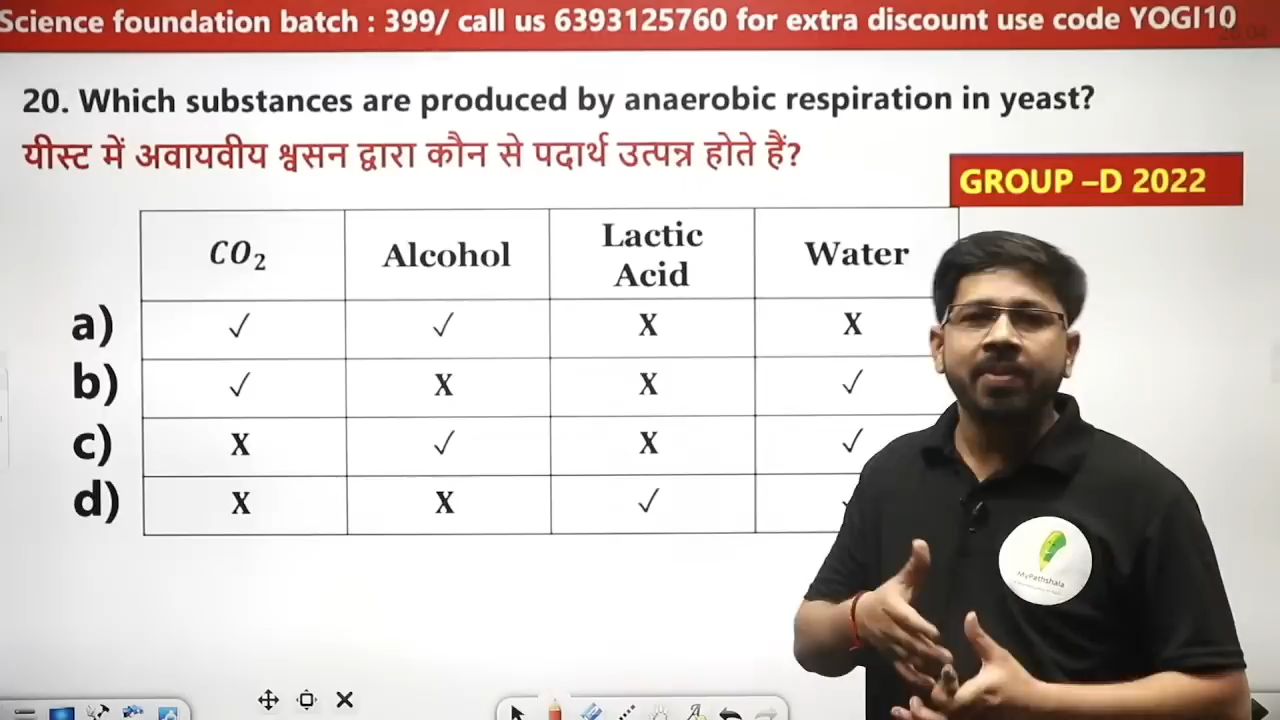 Science foundation batch : 399/ call us 6393125760 for extra discount use code YOGI10
20. Which substances are produced by anaerobic respiration in yeast?
यीस्ट में अवायवीय श्वसन द्वारा कौन से पदार्थ उत्पन्न होते हैं?
GROUP –D 2022
CO₂ Alcohol Lactic Acid Water
a) ✓ ✓ X X
b) ✓ X X ✓
c) X ✓ X ✓
d) X X ✓
MyPathshala